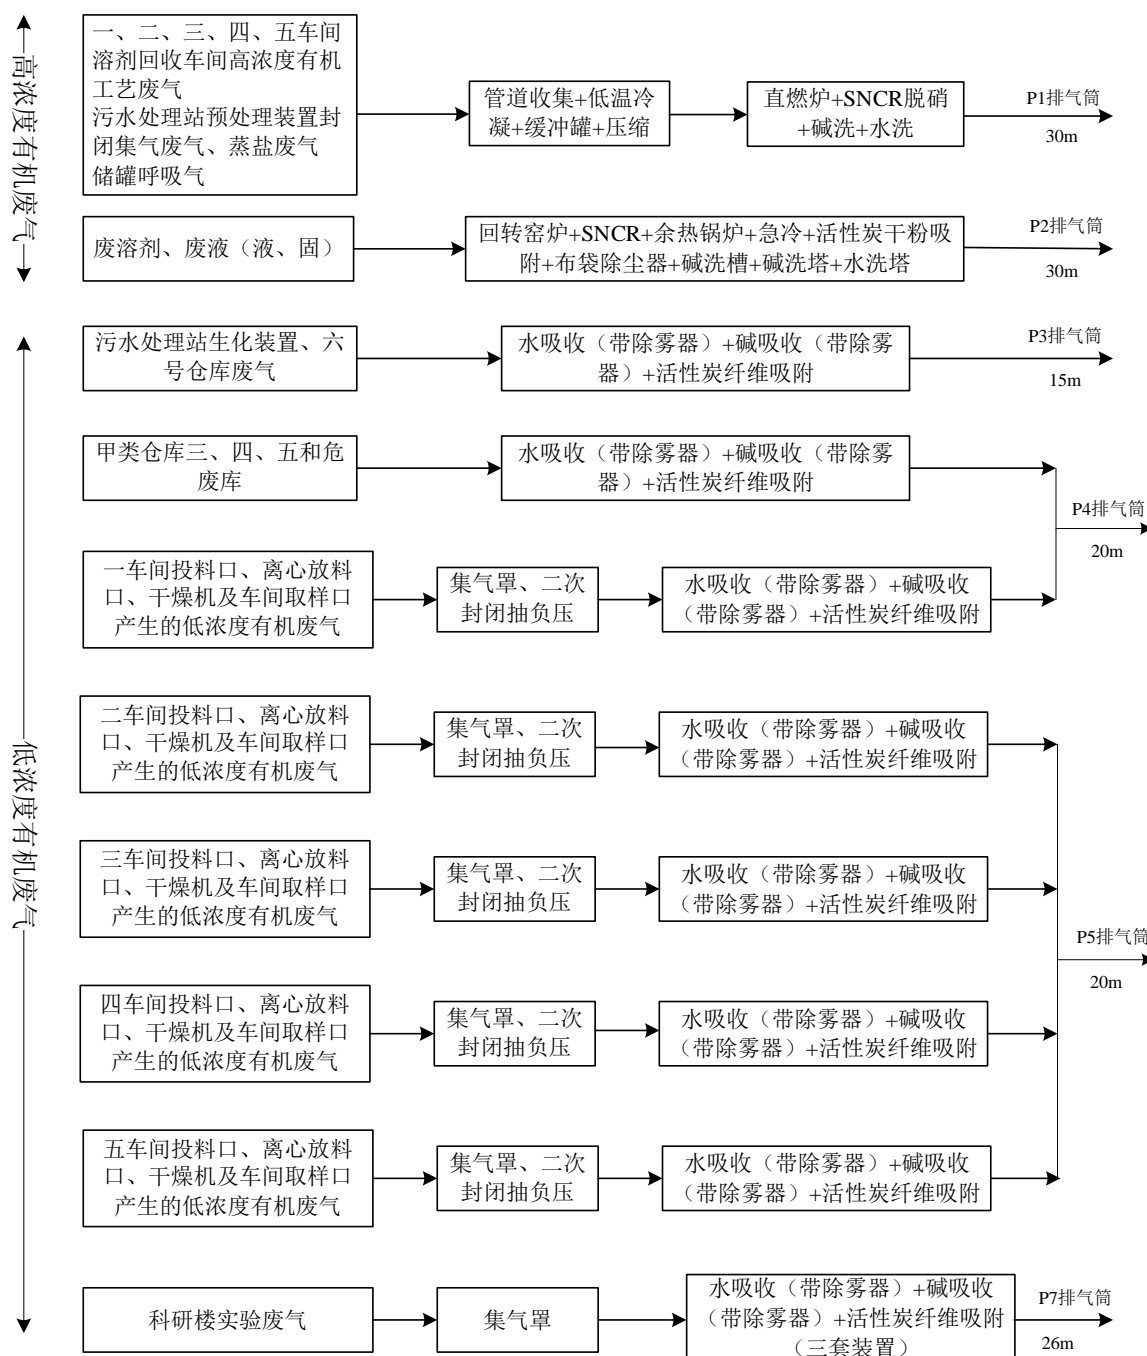 高浓度有机废气
一、二、三、四、五车间
溶剂回收车间高浓度有机
工艺废气
污水处理站预处理装置封
闭集气废气、蒸盐废气
储罐呼吸气
管道收集+低温冷
凝+缓冲罐+压缩
直燃炉+SNCR脱硝
+碱洗+水洗
P1排气筒
30m
废溶剂、废液（液、固）
回转窑炉+SNCR+余热锅炉+急冷+活性炭干粉吸
附+布袋除尘器+碱洗槽+碱洗塔+水洗塔
P2排气筒
30m
低浓度有机废气
污水处理站生化装置、六
号仓库废气
水吸收（带除雾器）+碱吸收（带除雾
器）+活性炭纤维吸附
P3排气筒
15m
甲类仓库三、四、五和危
废库
水吸收（带除雾器）+碱吸收（带除雾
器）+活性炭纤维吸附
P4排气筒
20m
一车间投料口、离心放料
口、干燥机及车间取样口
产生的低浓度有机废气
集气罩、二次
封闭抽负压
水吸收（带除雾器）+碱吸收
（带除雾器）+活性炭纤维吸附
二车间投料口、离心放料
口、干燥机及车间取样口
产生的低浓度有机废气
集气罩、二次
封闭抽负压
水吸收（带除雾器）+碱吸收
（带除雾器）+活性炭纤维吸附
三车间投料口、离心放料
口、干燥机及车间取样口
产生的低浓度有机废气
集气罩、二次
封闭抽负压
水吸收（带除雾器）+碱吸收
（带除雾器）+活性炭纤维吸附
P5排气筒
20m
四车间投料口、离心放料
口、干燥机及车间取样口
产生的低浓度有机废气
集气罩、二次
封闭抽负压
水吸收（带除雾器）+碱吸收
（带除雾器）+活性炭纤维吸附
五车间投料口、离心放料
口、干燥机及车间取样口
产生的低浓度有机废气
集气罩、二次
封闭抽负压
水吸收（带除雾器）+碱吸收
（带除雾器）+活性炭纤维吸附
科研楼实验废气
集气罩
水吸收（带除雾器）+碱吸收
（带除雾器）+活性炭纤维吸附
（三套装置）
P7排气筒
26m